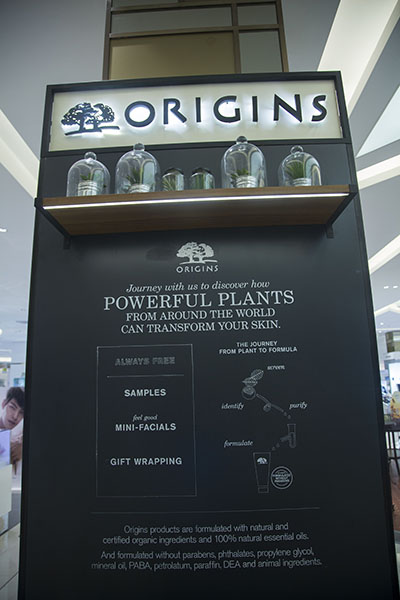 ORIGINS
ORIGINS
Journey with us to discover how
POWERFUL PLANTS
FROM AROUND THE WORLD
CAN TRANSFORM YOUR SKIN.
ALWAYS FREE
SAMPLES
feel good
MINI-FACIALS
GIFT WRAPPING
THE JOURNEY
FROM PLANT TO FORMULA
screen
identify
purify
formulate
Origins products are formulated with natural and
certified organic ingredients and 100% natural essential oils.
And formulated without parabens, phthalates, propylene glycol,
mineral oil, PABA, petrolatum, paraffin, DEA and animal ingredients.